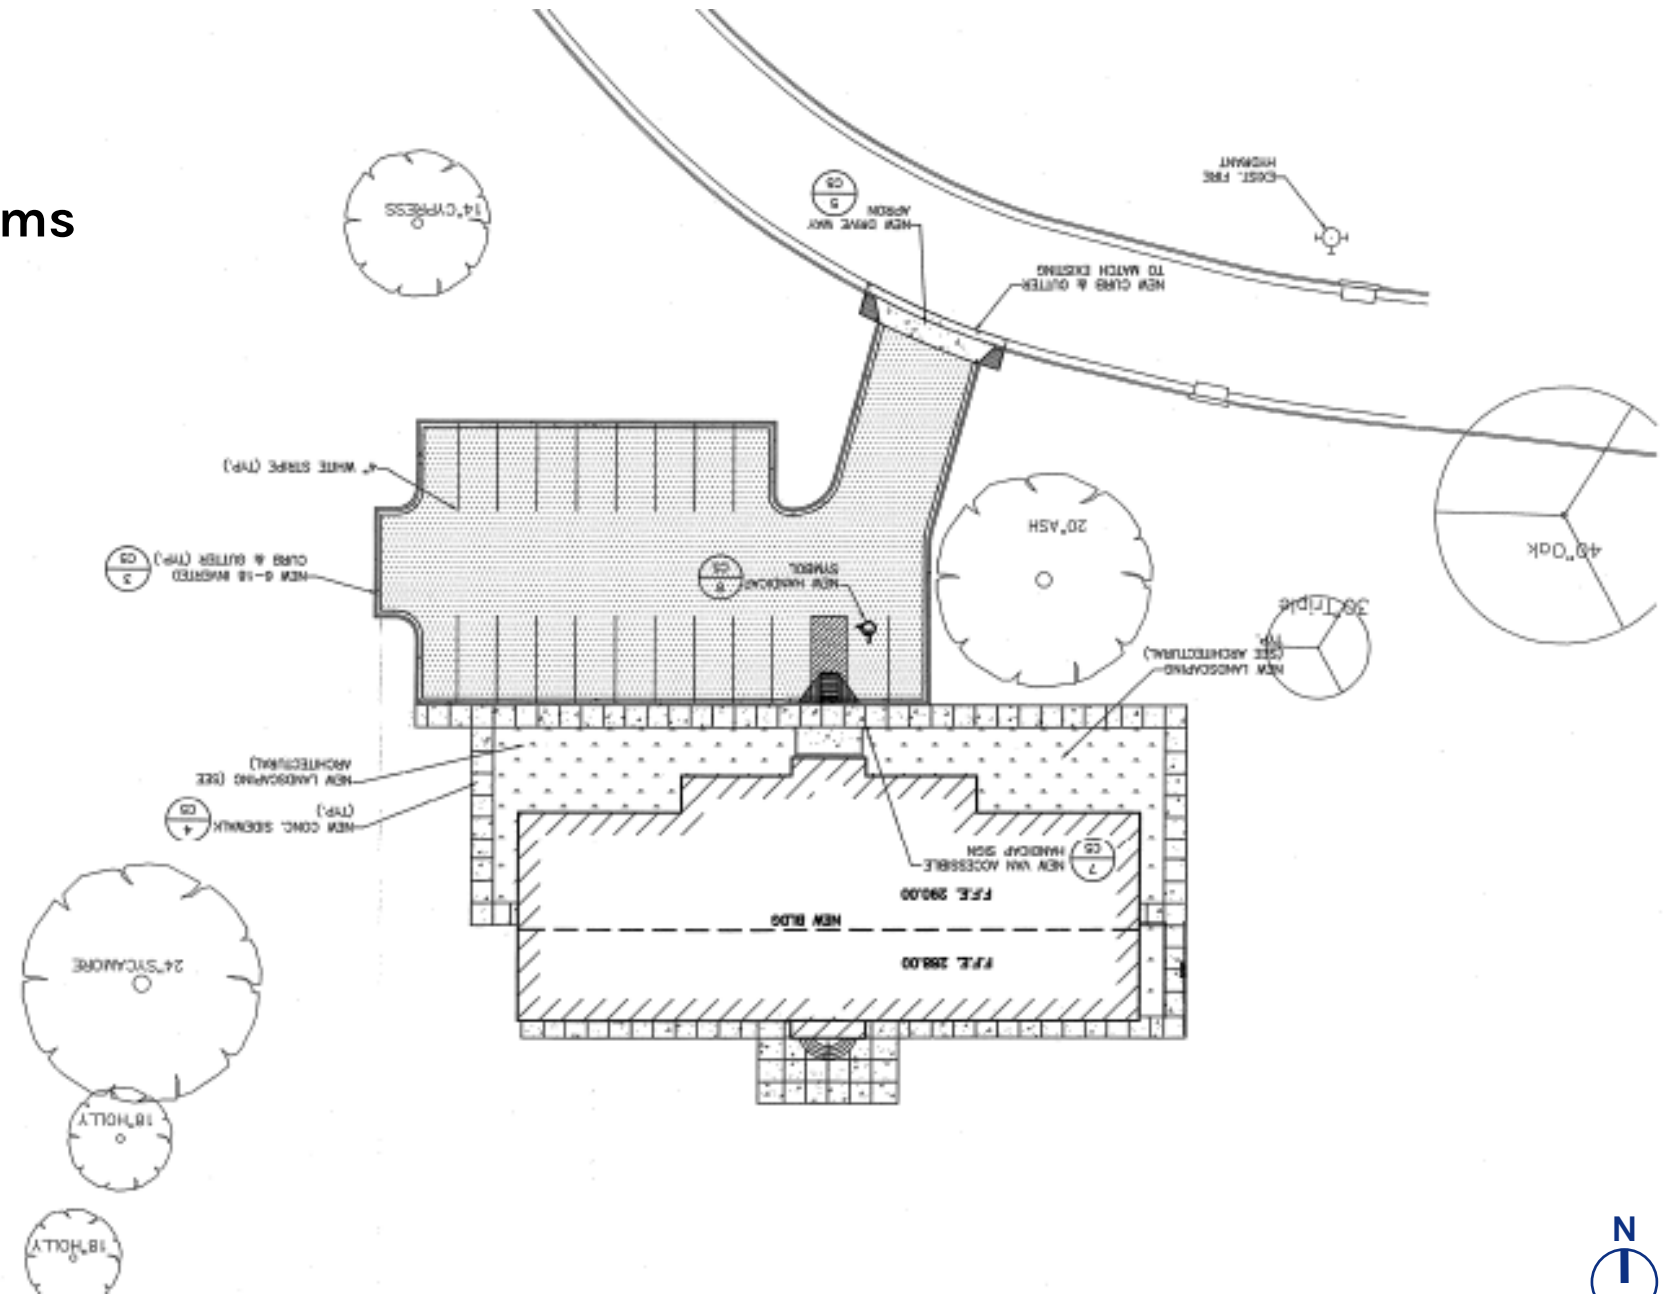 ms
14"CYPRESS
EXIST. FIRE
HYDRANT
5
C5
NEW DRIVE WAY
APRON
NEW CURB & GUTTER
TO MATCH EXISTING
4" WHITE STRIPE (TYP.)
20"ASH
40"Oak
3
C5
NEW 6-18 INVERTED
CURB & GUTTER (TYP.)
8
C5
NEW HANDICAP
SYMBOL
36"Triple
NEW LANDSCAPING
(SEE ARCHITECTURAL)
TYP.
NEW LANDSCAPING (SEE
ARCHITECTURAL)
4
C5
NEW CONC. SIDEWALK
(TYP.)
7
C5
NEW VAN ACCESSIBLE
HANDICAP SIGN
F.F.E. 290.00
NEW BLDG
F.F.E. 288.00
24"SYCAMORE
18"HOLLY
18"HOLLY
N